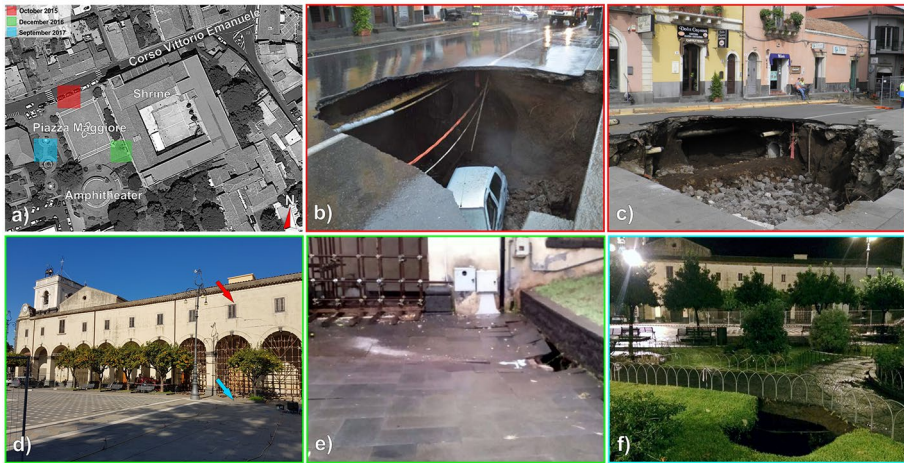 October 2015
December 2016
September 2017
Corso Vittorio Emanuele
Shrine
Piazza Maggiore
Amphitheater
N
a)
b)
c)
d)
e)
f)